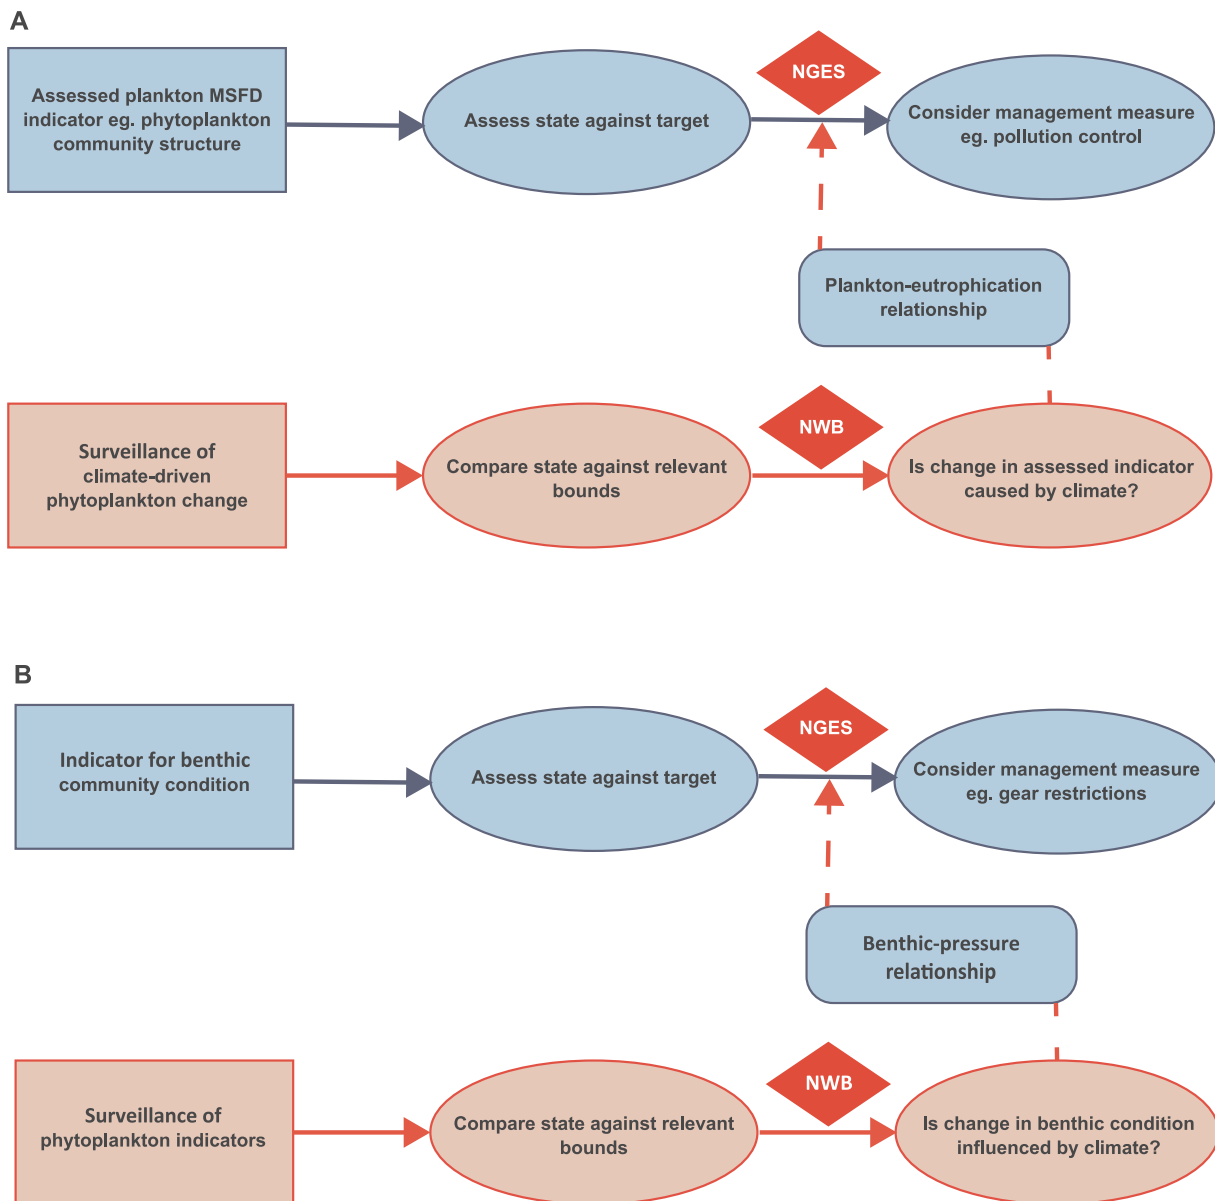 A
Assessed plankton MSFD
indicator eg. phytoplankton
community structure
Assess state against target
NGES
Consider management measure
eg. pollution control
Plankton-eutrophication
relationship
Surveillance of
climate-driven
phytoplankton change
Compare state against relevant
bounds
NWB
Is change in assessed indicator
caused by climate?
B
Indicator for benthic
community condition
Assess state against target
NGES
Consider management measure
eg. gear restrictions
Benthic-pressure
relationship
Surveillance of
phytoplankton indicators
Compare state against relevant
bounds
NWB
Is change in benthic condition
influenced by climate?